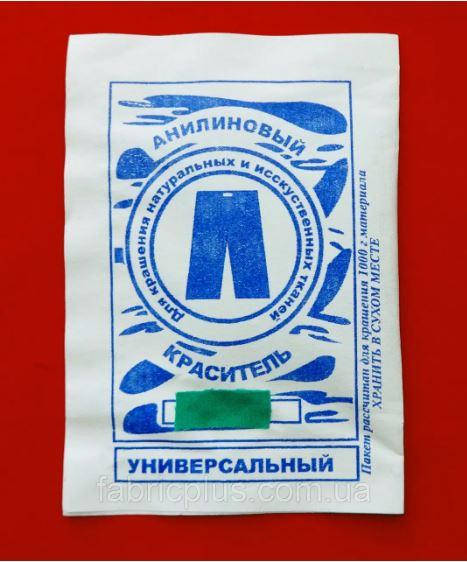 АНИЛИНОВЫЙ
Для крашения натуральных и исскуственных тканей
КРАСИТЕЛЬ
УНИВЕРСАЛЬНЫЙ
Пакет рассчитан для крашения 1000 г материала
ХРАНИТЬ В СУХОМ МЕСТЕ
fabricplus.com.ua